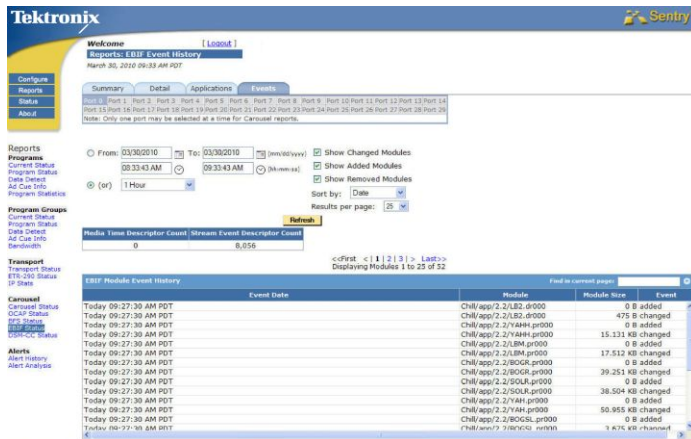 Tektronix
Sentry
Welcome [ Logout ]
Reports: EBIF Event History
March 30, 2010 09:33 AM PDT
Configure
Reports
Status
About
Summary Detail Applications Events
Port 0 Port 1 Port 2 Port 3 Port 4 Port 5 Port 6 Port 7 Port 8 Port 9 Port 10 Port 11 Port 12 Port 13 Port 14
Port 15 Port 16 Port 17 Port 18 Port 19 Port 20 Port 21 Port 22 Port 23 Port 24 Port 25 Port 26 Port 27 Port 28 Port 29
Note: Only one port may be selected at a time for Carousel reports.
Reports
Programs
Current Status
Program Status
Data Detect
Ad Cue Info
Program Statistics
Program Groups
Current Status
Program Status
Data Detect
Ad Cue Info
Bandwidth
Transport
Transport Status
ETR-290 Status
IP Stats
Carousel
Carousel Status
OCAP Status
BFS Status
EBIF Status
DSM-CC Status
Alerts
Alert History
Alert Analysis
From: 03/30/2010 To: 03/30/2010 [mm/dd/yyyy]
08:33:43 AM 09:33:43 AM [hh:mm:ss]
(or) 1 Hour
Show Changed Modules
Show Added Modules
Show Removed Modules
Sort by: Date
Results per page: 25
Refresh
Media Time Descriptor Count Stream Event Descriptor Count
0 8,056
<<First < | 1 | 2 | 3 | > Last>>
Displaying Modules 1 to 25 of 52
EBIF Module Event History Find in current page:
Event Date Module Module Size Event
Today 09:27:30 AM PDT Chill/app/2.2/LB2.dr000 0 B added
Today 09:27:30 AM PDT Chill/app/2.2/LB2.dr000 475 B changed
Today 09:27:30 AM PDT Chill/app/2.2/YAHH.pr000 0 B added
Today 09:27:30 AM PDT Chill/app/2.2/YAHH.pr000 15.131 KB changed
Today 09:27:30 AM PDT Chill/app/2.2/LBM.pr000 0 B added
Today 09:27:30 AM PDT Chill/app/2.2/LBM.pr000 17.512 KB changed
Today 09:27:30 AM PDT Chill/app/2.2/BOGR.pr000 0 B added
Today 09:27:30 AM PDT Chill/app/2.2/BOGR.pr000 39.251 KB changed
Today 09:27:30 AM PDT Chill/app/2.2/SOLR.pr000 0 B added
Today 09:27:30 AM PDT Chill/app/2.2/SOLR.pr000 38.504 KB changed
Today 09:27:30 AM PDT Chill/app/2.2/YAH.pr000 0 B added
Today 09:27:30 AM PDT Chill/app/2.2/YAH.pr000 50.955 KB changed
Today 09:27:30 AM PDT Chill/app/2.2/BOGSL.pr000 0 B added
Today 09:27:30 AM PDT Chill/app/2.2/BOGSL.pr000 3.675 KB changed